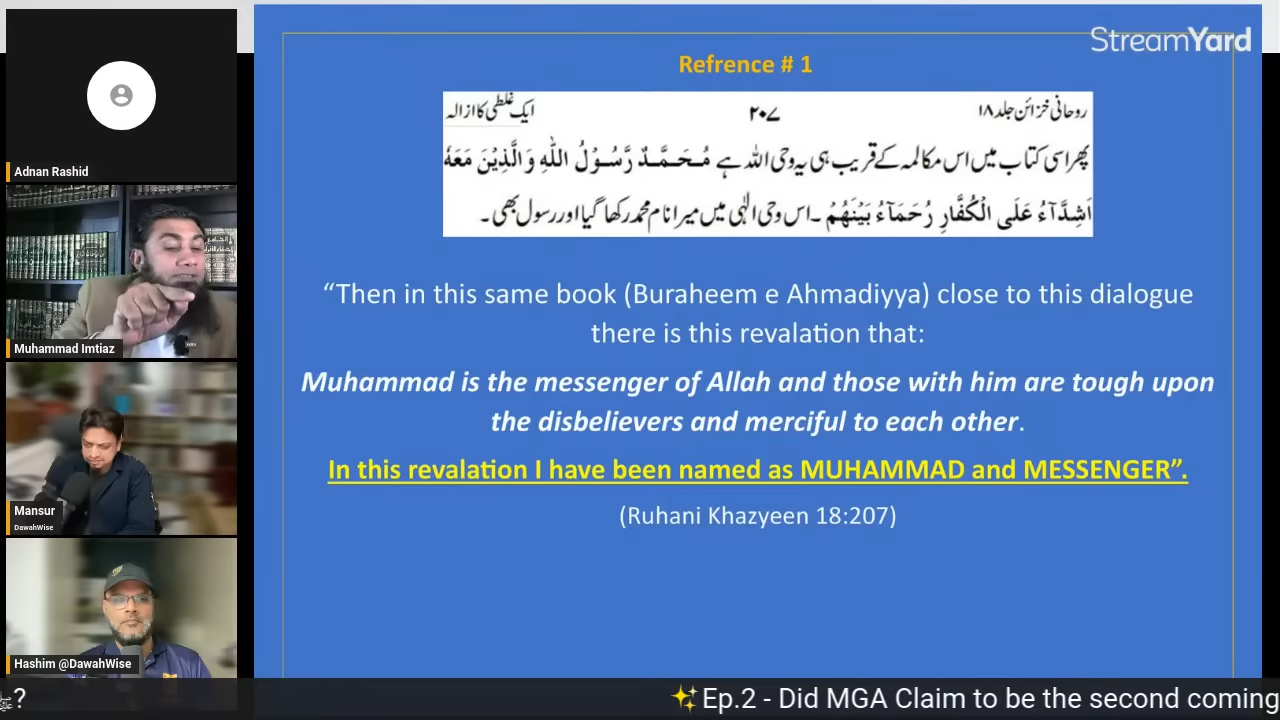 StreamYard
Refrence # 1
روحانی خزائن جلد ۱۸ ۲۰۷ ایک غلطی کا ازالہ
پھر اسی کتاب میں اس مکالمہ کے قریب ہی یہ وحی اللہ ہے مُحَمَّدٌ رَّسُوْلُ اللّٰهِ وَالَّذِيْنَ مَعَهٗ
اَشِدَّآءُ عَلَى الْكُفَّارِ رُحَمَآءُ بَيْنَهُمْ ۔اس وحی الٰہی میں میرا نام محمد رکھا گیا اور رسول بھی۔
“Then in this same book (Buraheem e Ahmadiyya) close to this dialogue
there is this revalation that:
Muhammad is the messenger of Allah and those with him are tough upon
the disbelievers and merciful to each other.
In this revalation I have been named as MUHAMMAD and MESSENGER”.
(Ruhani Khazyeen 18:207)
Adnan Rashid
Muhammad Imtiaz
Mansur
DawahWise
Hashim @DawahWise
ﷺ? ✨Ep.2 - Did MGA Claim to be the second coming